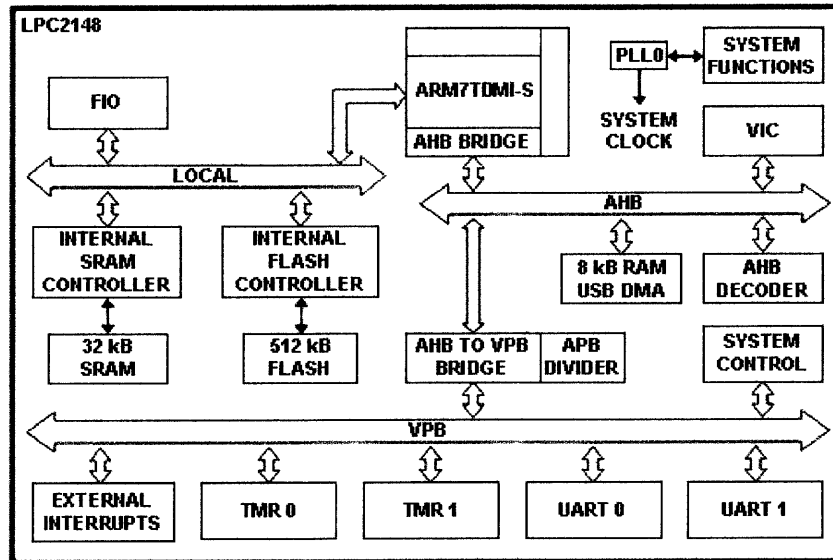 LPC2148
FIO
ARM7TDMI-S
AHB BRIDGE
PLL0
SYSTEM
FUNCTIONS
SYSTEM
CLOCK
VIC
LOCAL
AHB
INTERNAL
SRAM
CONTROLLER
INTERNAL
FLASH
CONTROLLER
8 kB RAM
USB DMA
AHB
DECODER
32 kB
SRAM
512 kB
FLASH
AHB TO VPB
BRIDGE
APB
DIVIDER
SYSTEM
CONTROL
VPB
EXTERNAL
INTERRUPTS
TMR 0
TMR 1
UART 0
UART 1